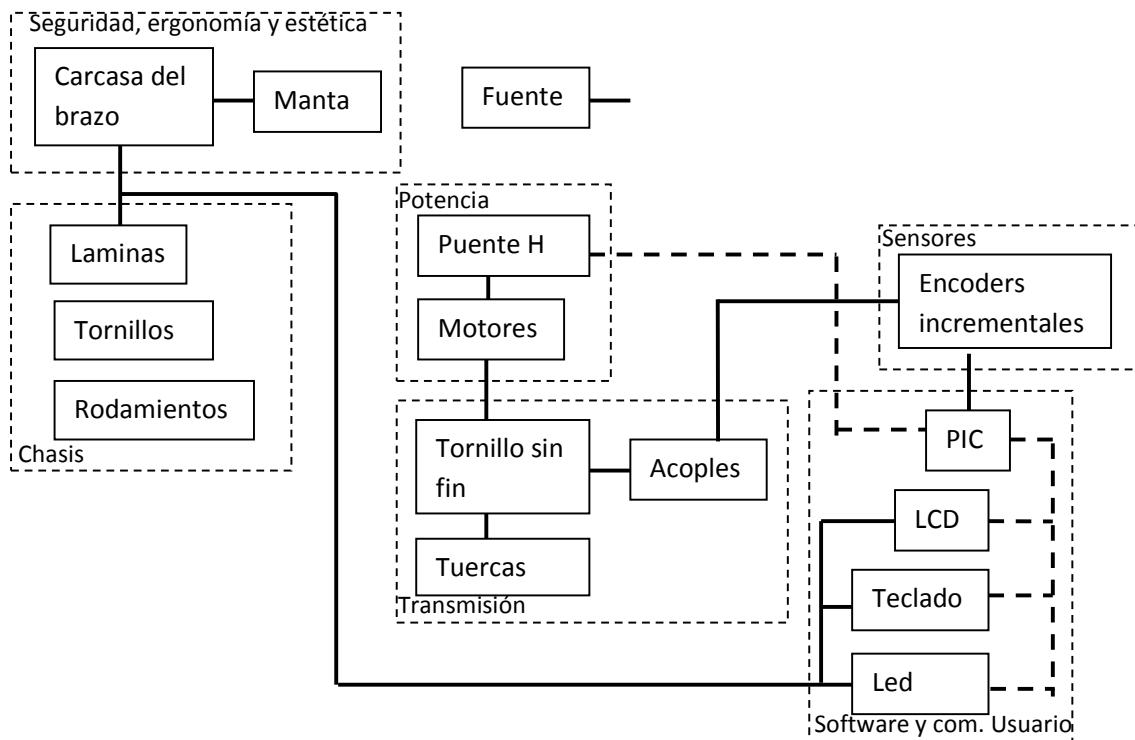 Seguridad, ergonomía y estética
Carcasa del
brazo
Manta
Fuente
Laminas
Tornillos
Rodamientos
Chasis
Potencia
Puente H
Motores
Tornillo sin
fin
Acoples
Tuercas
Transmisión
Sensores
Encoders
incrementales
PIC
LCD
Teclado
Led
Software y com. Usuario